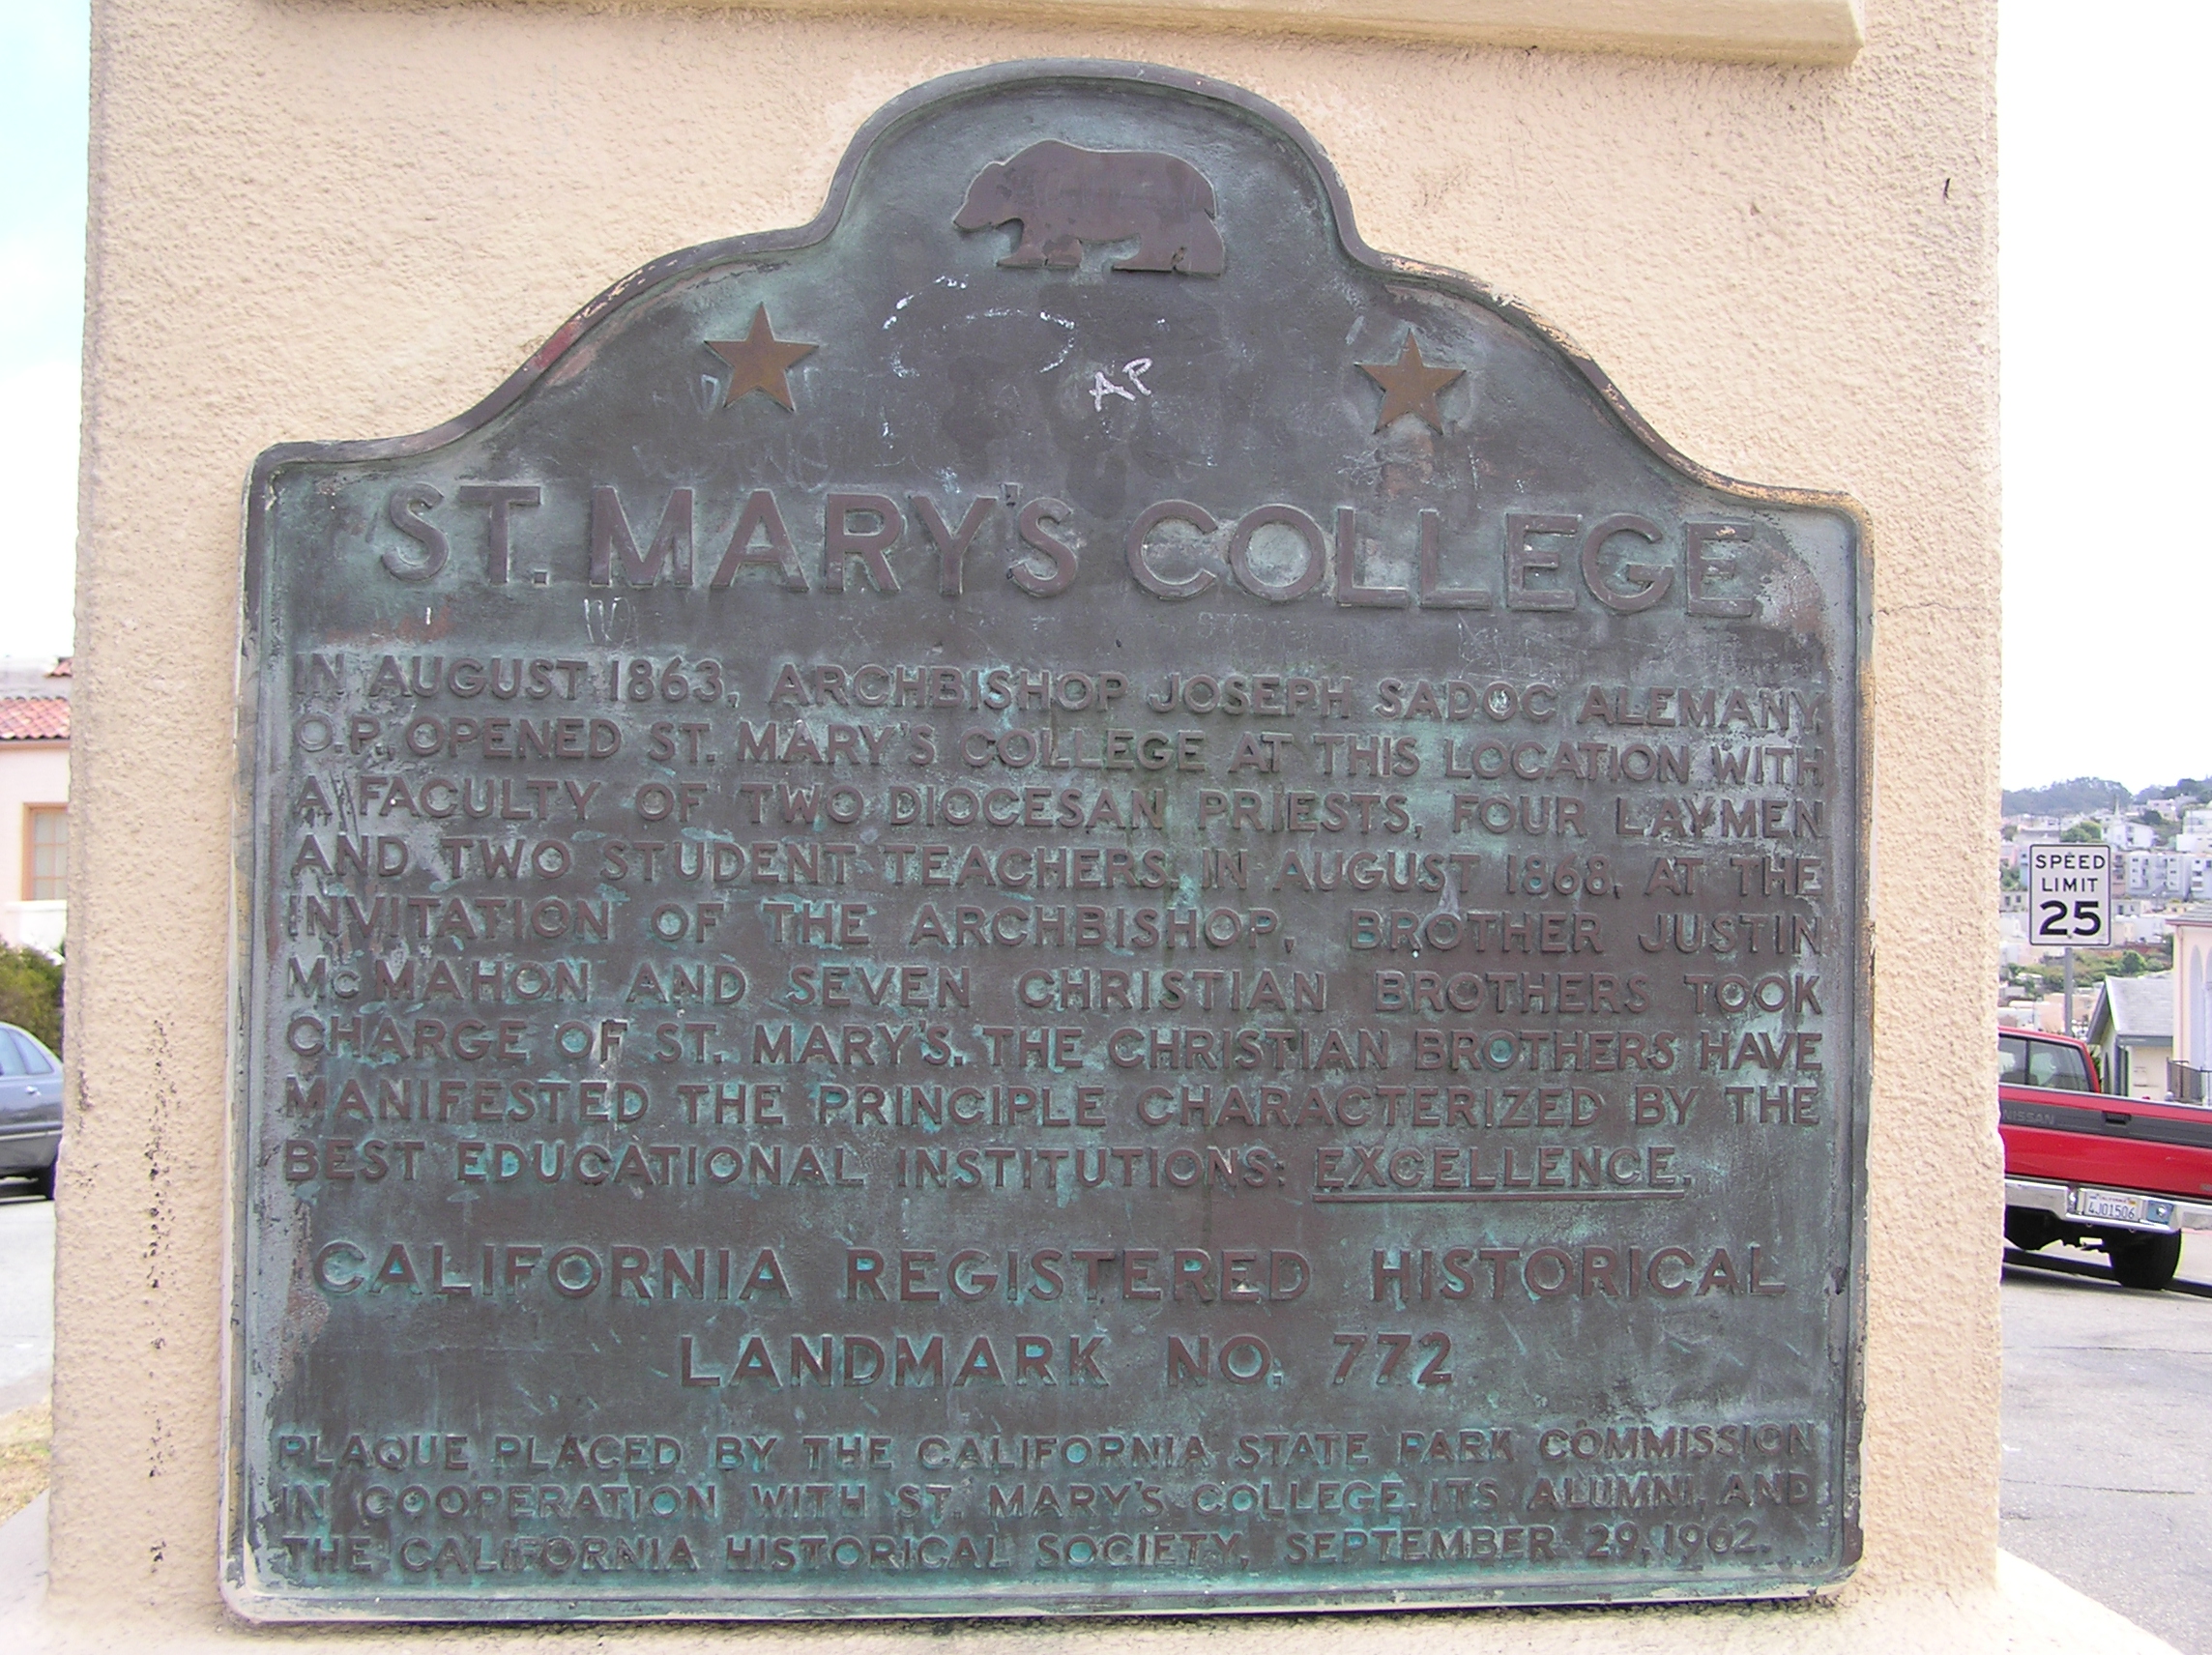 AP
ST. MARY'S COLLEGE
IN AUGUST 1863, ARCHBISHOP JOSEPH SADOC ALEMANY,
O.P., OPENED ST. MARY'S COLLEGE AT THIS LOCATION WITH
A FACULTY OF TWO DIOCESAN PRIESTS, FOUR LAYMEN
AND TWO STUDENT TEACHERS. IN AUGUST 1868, AT THE
INVITATION OF THE ARCHBISHOP, BROTHER JUSTIN
McMAHON AND SEVEN CHRISTIAN BROTHERS TOOK
CHARGE OF ST. MARY'S. THE CHRISTIAN BROTHERS HAVE
MANIFESTED THE PRINCIPLE CHARACTERIZED BY THE
BEST EDUCATIONAL INSTITUTIONS: EXCELLENCE.
CALIFORNIA REGISTERED HISTORICAL
LANDMARK NO. 772
PLAQUE PLACED BY THE CALIFORNIA STATE PARK COMMISSION
IN COOPERATION WITH ST. MARY'S COLLEGE, ITS ALUMNI, AND
THE CALIFORNIA HISTORICAL SOCIETY, SEPTEMBER 29, 1962.
SPEED
LIMIT
25
NISSAN
CALIFORNIA
4J01506